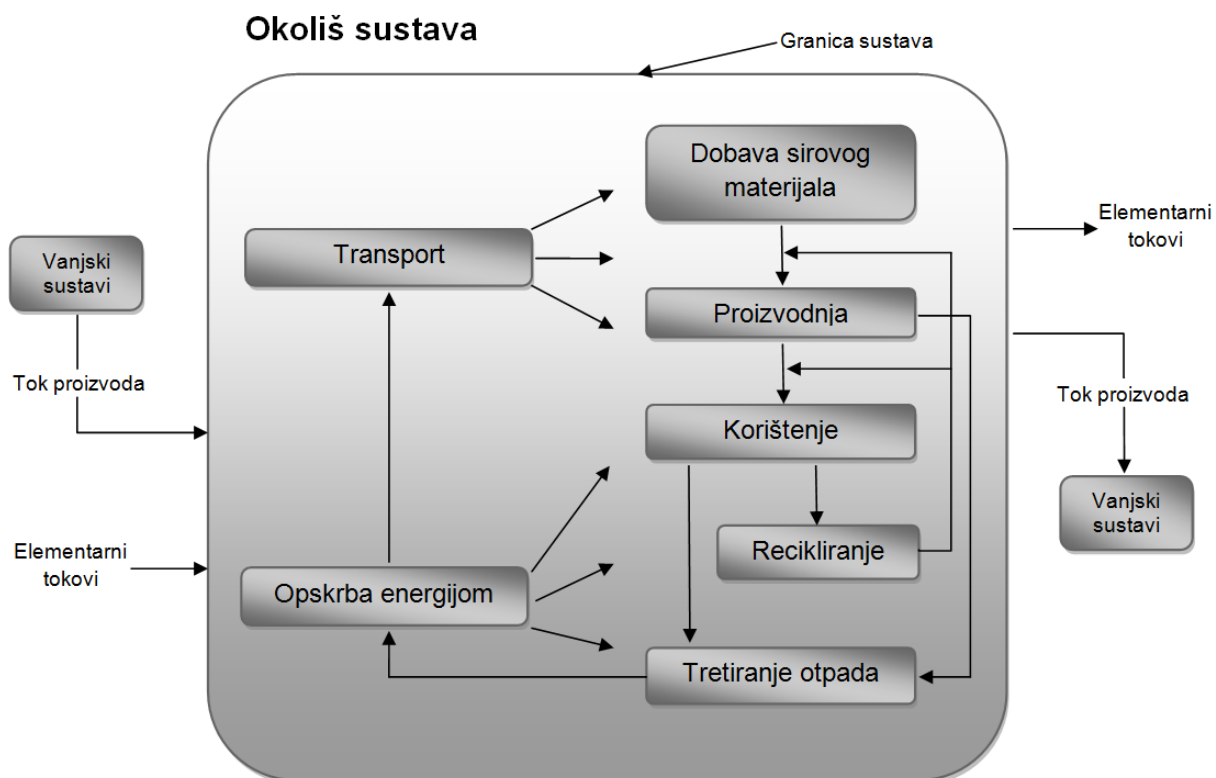 Okoliš sustava
Granica sustava
Dobava sirovog
materijala
Elementarni
tokovi
Transport
Vanjski
sustavi
Proizvodnja
Tok proizvoda
Tok proizvoda
Korištenje
Vanjski
sustavi
Recikliranje
Elementarni
tokovi
Opskrba energijom
Tretiranje otpada